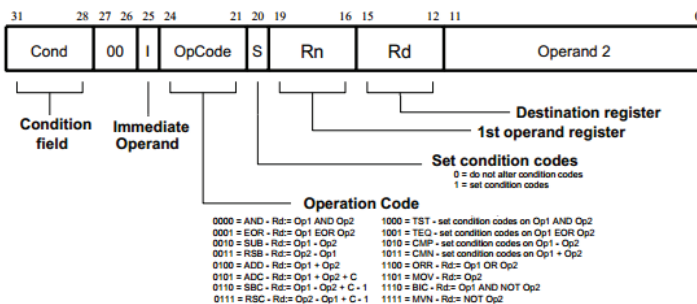 31 28 27 26 25 24 21 20 19 16 15 12 11
Cond 00 I OpCode S Rn Rd Operand 2
Destination register
Condition field
Immediate Operand
1st operand register
Set condition codes
0 = do not alter condition codes
1 = set condition codes
Operation Code
0000 = AND - Rd:= Op1 AND Op2
0001 = EOR - Rd:= Op1 EOR Op2
0010 = SUB - Rd:= Op1 - Op2
0011 = RSB - Rd:= Op2 - Op1
0100 = ADD - Rd:= Op1 + Op2
0101 = ADC - Rd:= Op1 + Op2 + C
0110 = SBC - Rd:= Op1 - Op2 + C - 1
0111 = RSC - Rd:= Op2 - Op1 + C - 1
1000 = TST - set condition codes on Op1 AND Op2
1001 = TEQ - set condition codes on Op1 EOR Op2
1010 = CMP - set condition codes on Op1 - Op2
1011 = CMN - set condition codes on Op1 + Op2
1100 = ORR - Rd:= Op1 OR Op2
1101 = MOV - Rd:= Op2
1110 = BIC - Rd:= Op1 AND NOT Op2
1111 = MVN - Rd:= NOT Op2